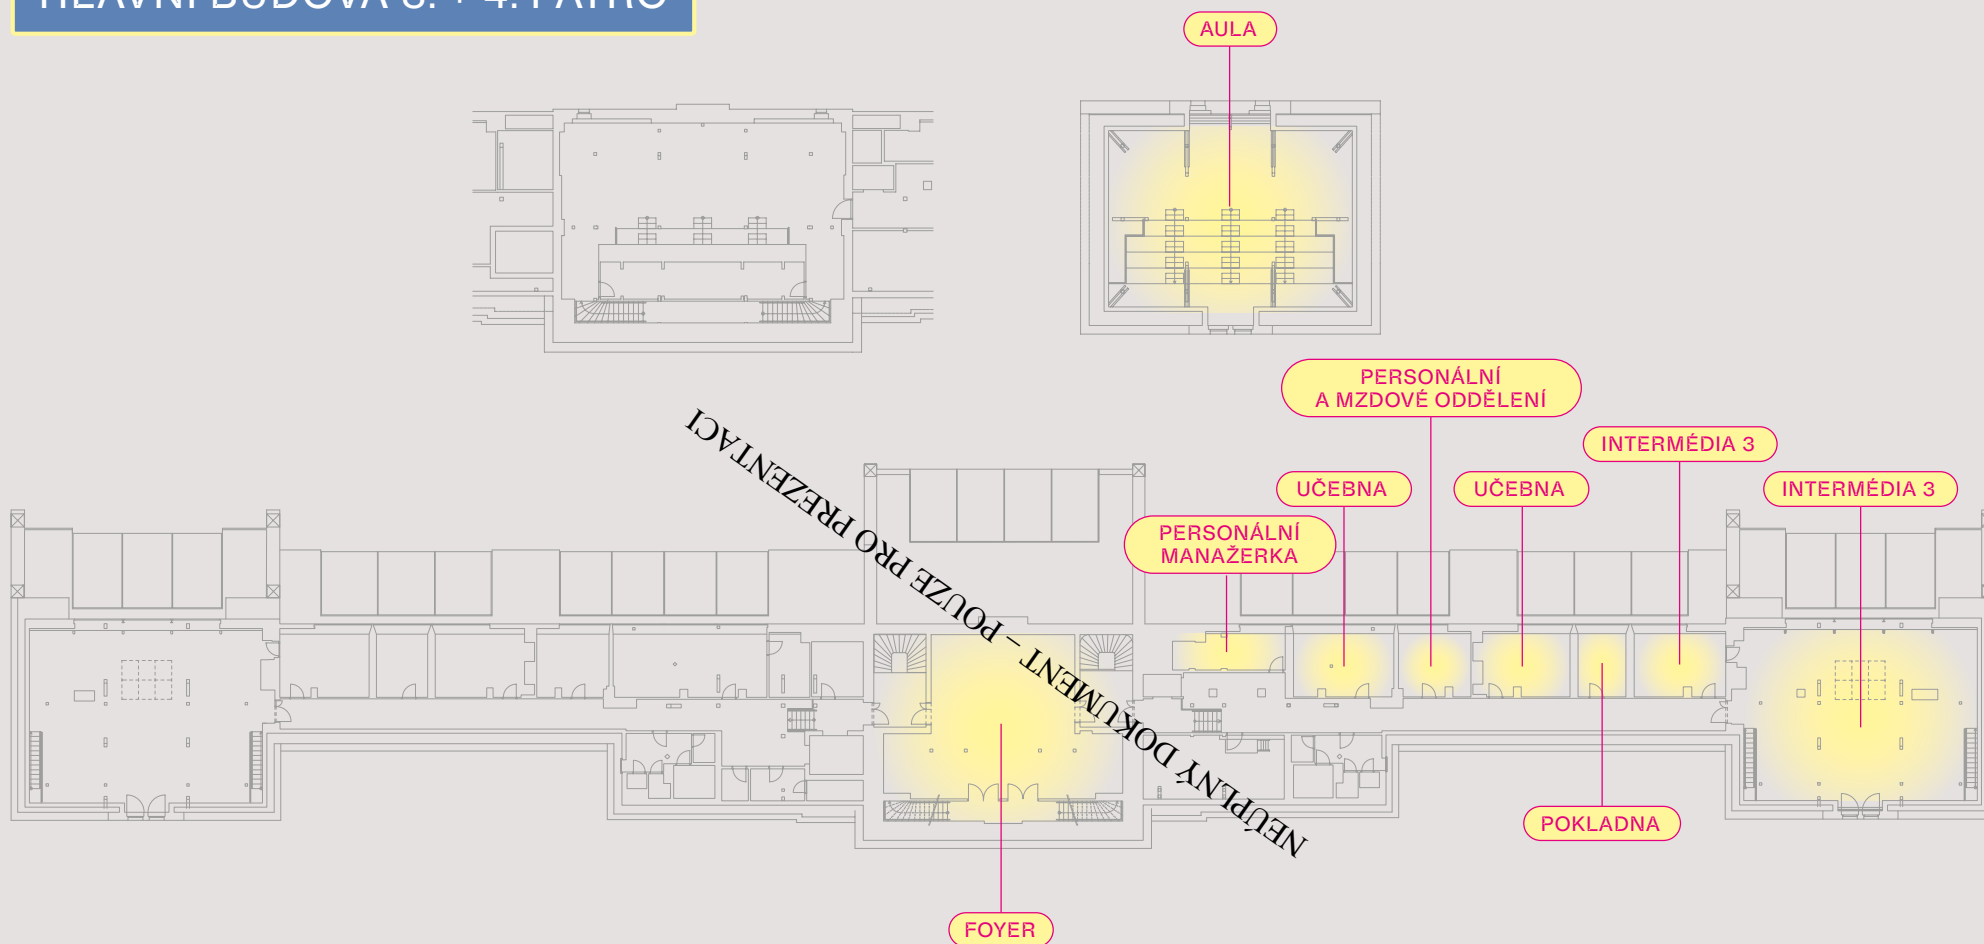 HLAVNÍ BUDOVA 3. + 4. PATRO
AULA
PERSONÁLNÍ
A MZDOVÉ ODDĚLENÍ
INTERMÉDIA 3
UČEBNA
UČEBNA
INTERMÉDIA 3
PERSONÁLNÍ
MANAŽERKA
NEÚPLNÝ DOKUMENT – POUZE PRO PREZENTACI
POKLADNA
FOYER